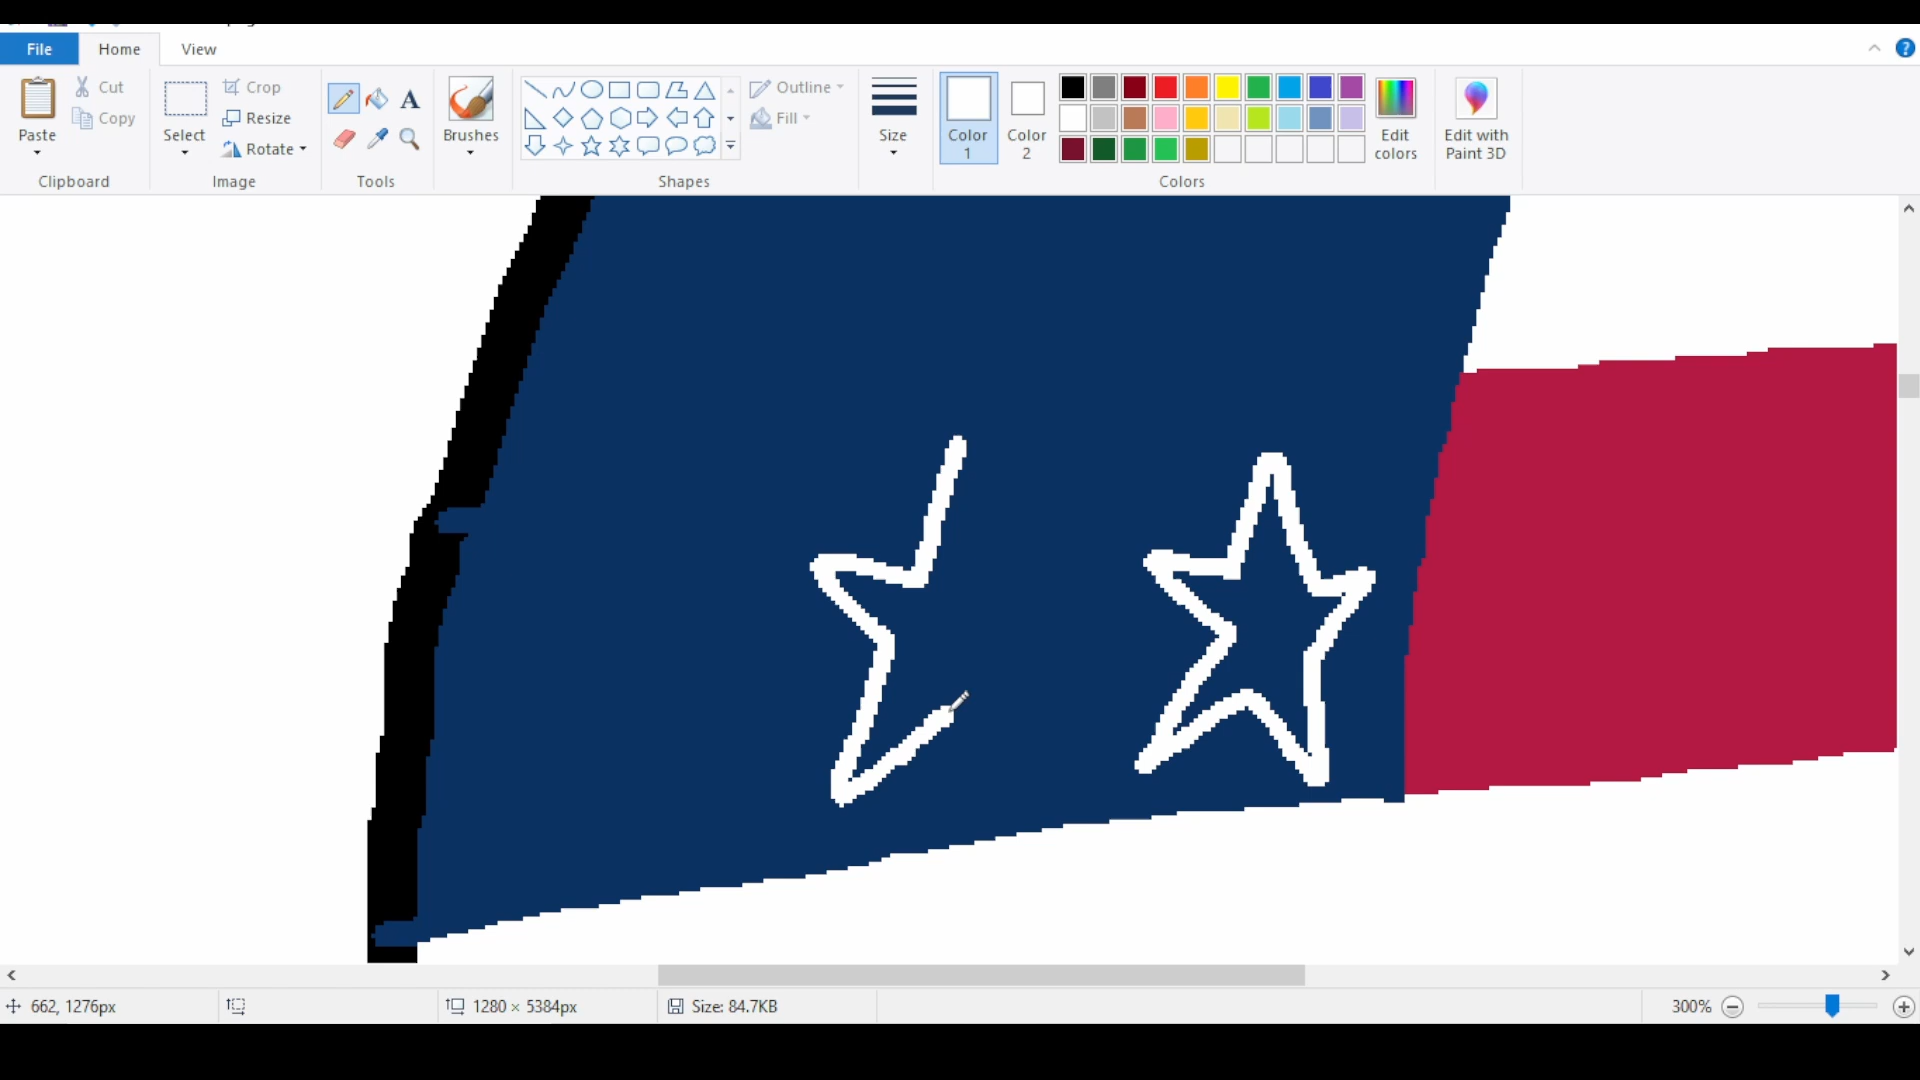 File Home View
Cut Crop Outline
Copy Resize Fill
Paste Select Rotate A Brushes Size Color 1 Color 2 Edit colors Edit with Paint 3D
Clipboard Image Tools Shapes Colors
662, 1276px 1280 × 5384px Size: 84.7KB 300%